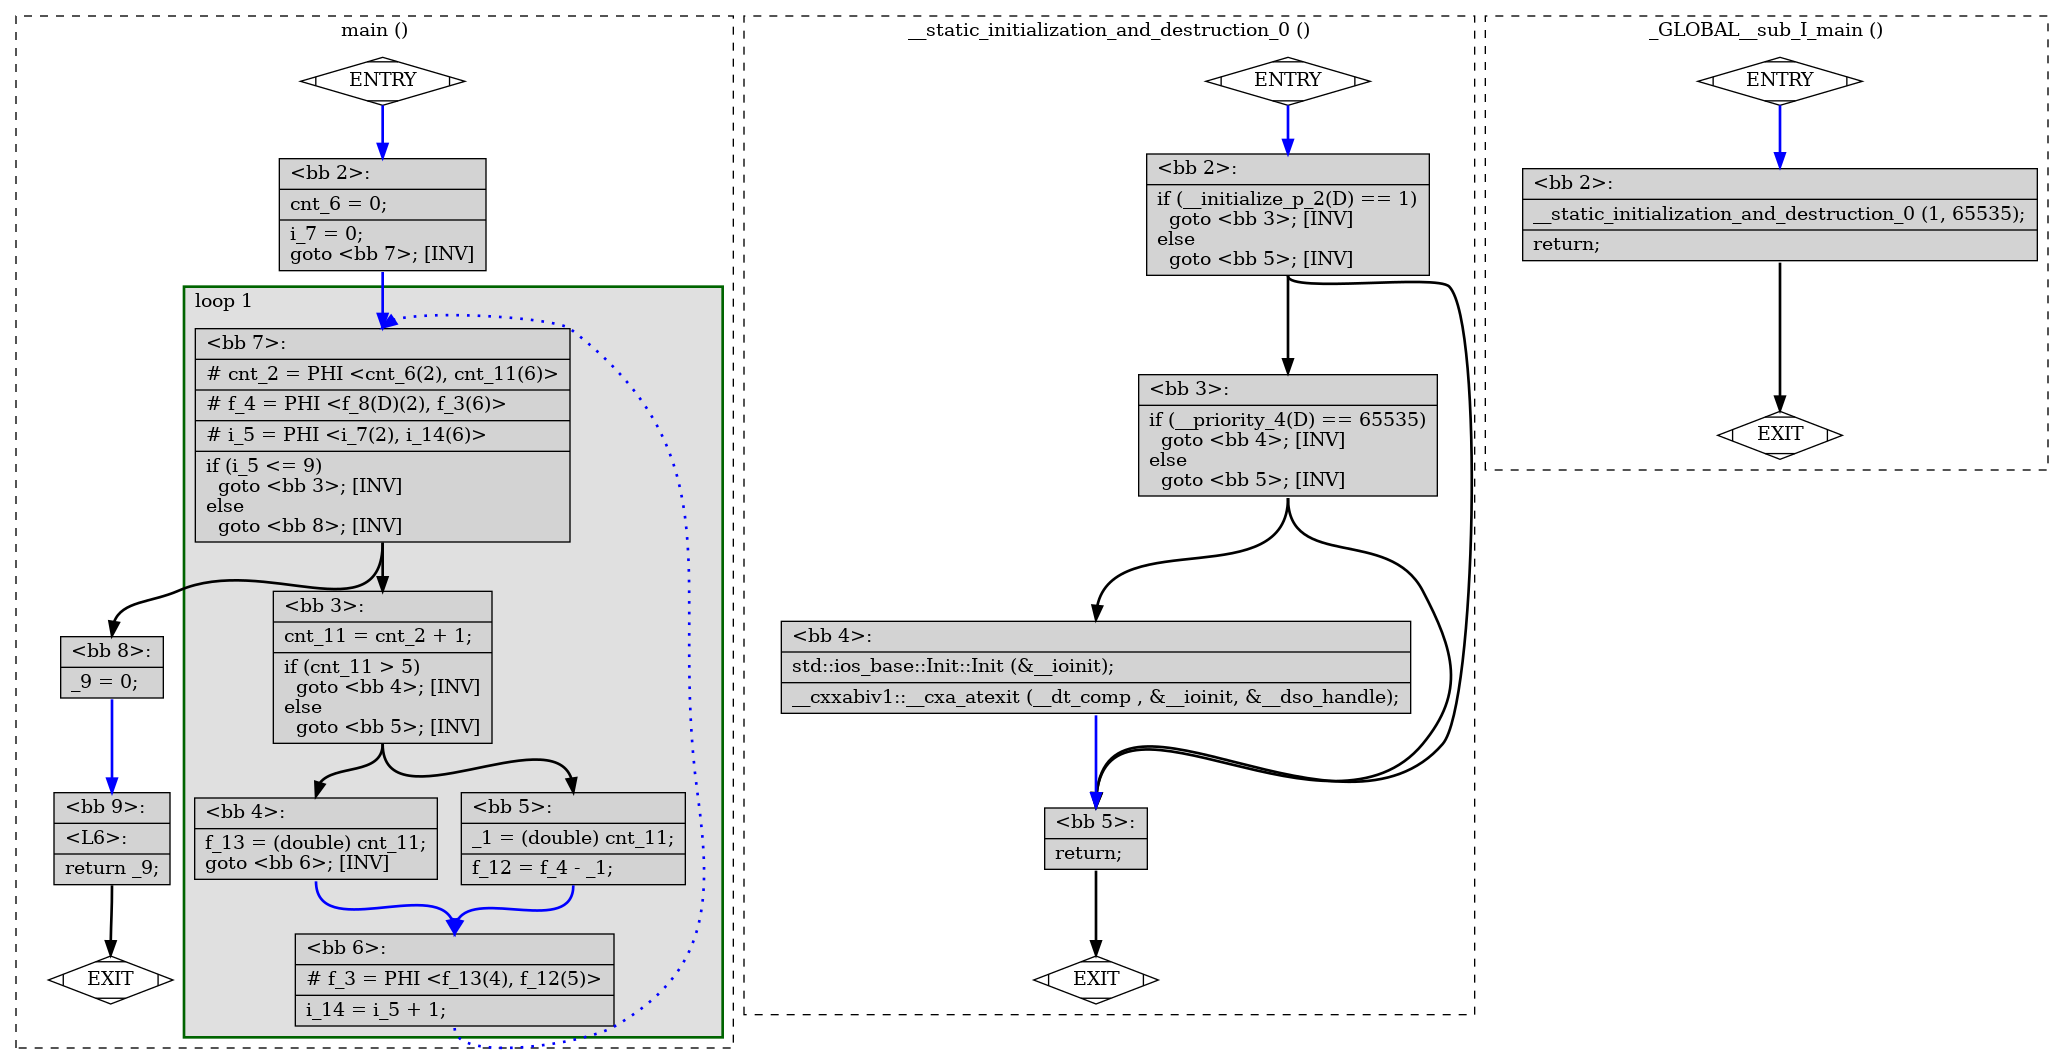 main ()
ENTRY
<bb 2>:
cnt_6 = 0;
i_7 = 0;
goto <bb 7>; [INV]
loop 1
<bb 7>:
# cnt_2 = PHI <cnt_6(2), cnt_11(6)>
# f_4 = PHI <f_8(D)(2), f_3(6)>
# i_5 = PHI <i_7(2), i_14(6)>
if (i_5 <= 9)
  goto <bb 3>; [INV]
else
  goto <bb 8>; [INV]
<bb 3>:
cnt_11 = cnt_2 + 1;
if (cnt_11 > 5)
  goto <bb 4>; [INV]
else
  goto <bb 5>; [INV]
<bb 8>:
_9 = 0;
<bb 4>:
f_13 = (double) cnt_11;
goto <bb 6>; [INV]
<bb 5>:
_1 = (double) cnt_11;
f_12 = f_4 - _1;
<bb 9>:
<L6>:
return _9;
<bb 6>:
# f_3 = PHI <f_13(4), f_12(5)>
i_14 = i_5 + 1;
EXIT
__static_initialization_and_destruction_0 ()
ENTRY
<bb 2>:
if (__initialize_p_2(D) == 1)
  goto <bb 3>; [INV]
else
  goto <bb 5>; [INV]
<bb 3>:
if (__priority_4(D) == 65535)
  goto <bb 4>; [INV]
else
  goto <bb 5>; [INV]
<bb 4>:
std::ios_base::Init::Init (&__ioinit);
__cxxabiv1::__cxa_atexit (__dt_comp , &__ioinit, &__dso_handle);
<bb 5>:
return;
EXIT
_GLOBAL__sub_I_main ()
ENTRY
<bb 2>:
__static_initialization_and_destruction_0 (1, 65535);
return;
EXIT